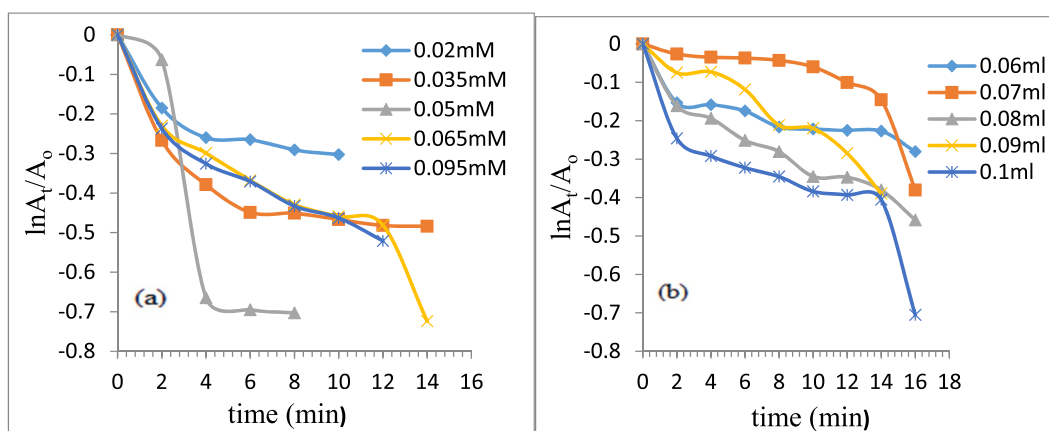 0
-0.1
-0.2
-0.3
-0.4
-0.5
-0.6
-0.7
-0.8
0 2 4 6 8 10 12 14 16
time (min)
lnAt/Ao
0.02mM
0.035mM
0.05mM
0.065mM
0.095mM
(a)
0
-0.1
-0.2
-0.3
-0.4
-0.5
-0.6
-0.7
-0.8
0 2 4 6 8 10 12 14 16 18
time (min)
lnAt/Ao
0.06ml
0.07ml
0.08ml
0.09ml
0.1ml
(b)